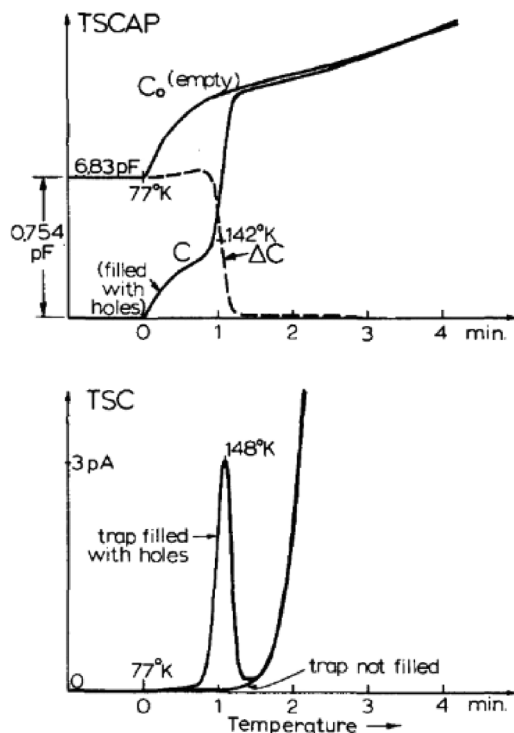 TSCAP
C₀ (empty)
6,83pF
77°K
0,754
pF
C
142°K
ΔC
(filled
with
holes)
0 1 2 3 4 min.
TSC
3pA
148°K
trap filled
with holes
77°K
trap not filled
0
0 1 2 3 4 min.
Temperature →